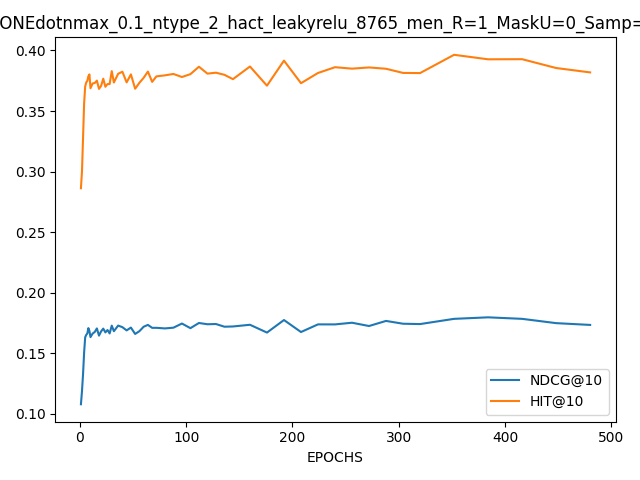 ONEdotnmax_0.1_ntype_2_hact_leakyrelu_8765_men_R=1_MaskU=0_Samp=
0.40
0.35
0.30
0.25
0.20
0.15
0.10
NDCG@10
HIT@10
0 100 200 300 400 500
EPOCHS